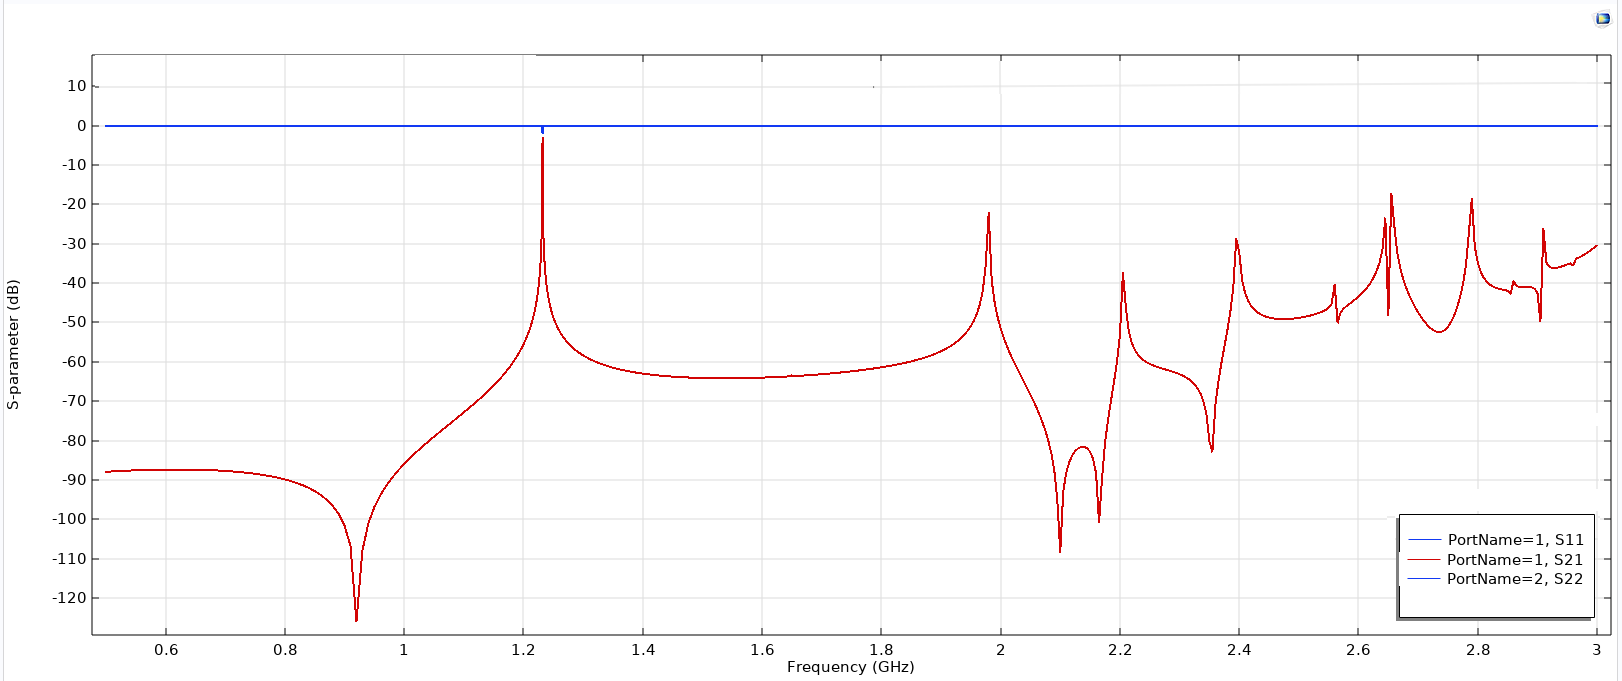 10
0
-10
-20
-30
-40
-50
-60
-70
-80
-90
-100
-110
-120
S-parameter (dB)
0.6 0.8 1 1.2 1.4 1.6 1.8 2 2.2 2.4 2.6 2.8 3
Frequency (GHz)
PortName=1, S11
PortName=1, S21
PortName=2, S22